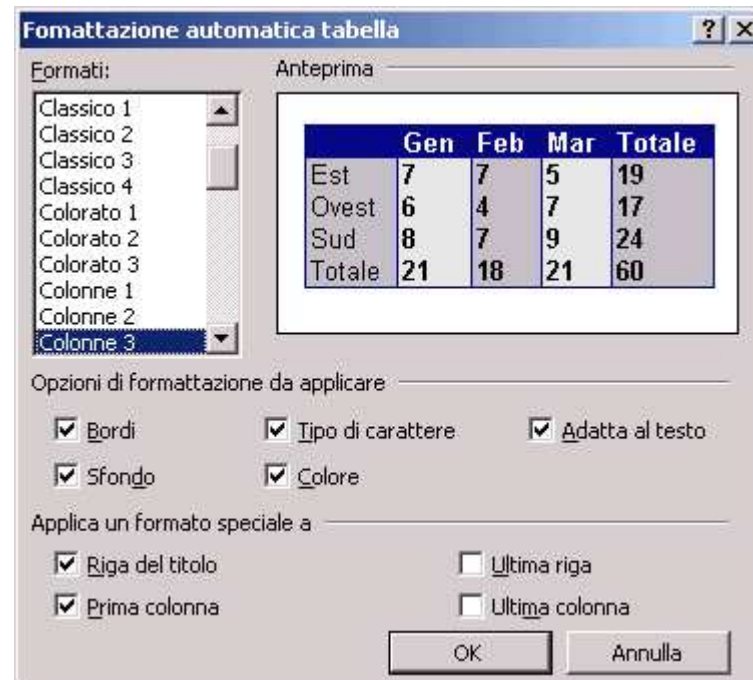 Fomattazione automatica tabella
Formati:
Classico 1
Classico 2
Classico 3
Classico 4
Colorato 1
Colorato 2
Colorato 3
Colonne 1
Colonne 2
Colonne 3
Anteprima
Gen Feb Mar Totale
Est 7 7 5 19
Ovest 6 4 7 17
Sud 8 7 9 24
Totale 21 18 21 60
Opzioni di formattazione da applicare
Bordi Tipo di carattere Adatta al testo
Sfondo Colore
Applica un formato speciale a
Riga del titolo Ultima riga
Prima colonna Ultima colonna
OK Annulla